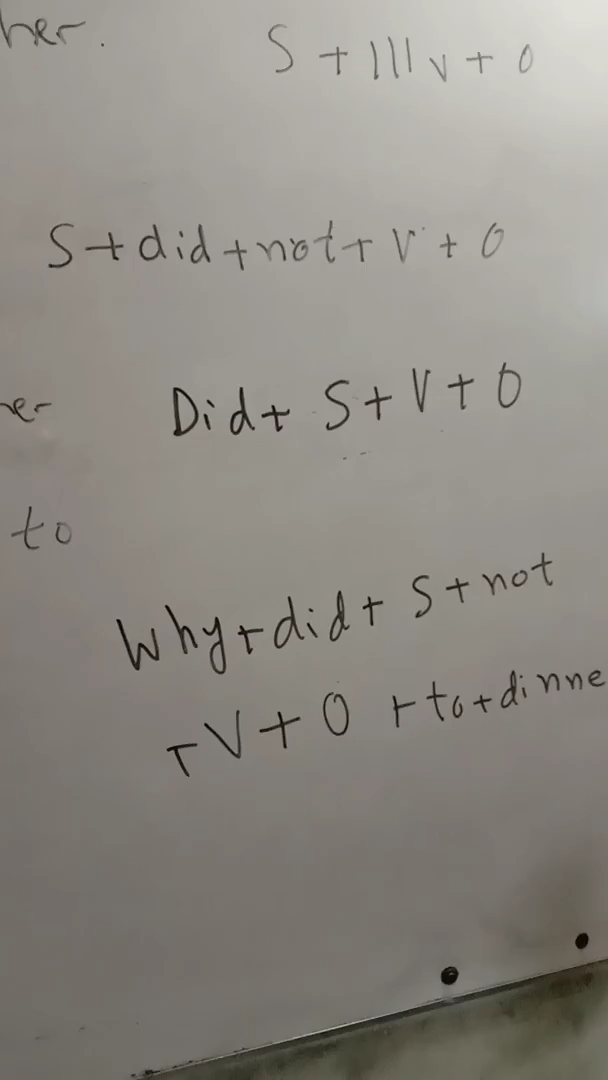 her. S + III v + O
S + did + not + V + O
Did + S + V + O
to
Why + did + S + not
+ V + O + to + dinne